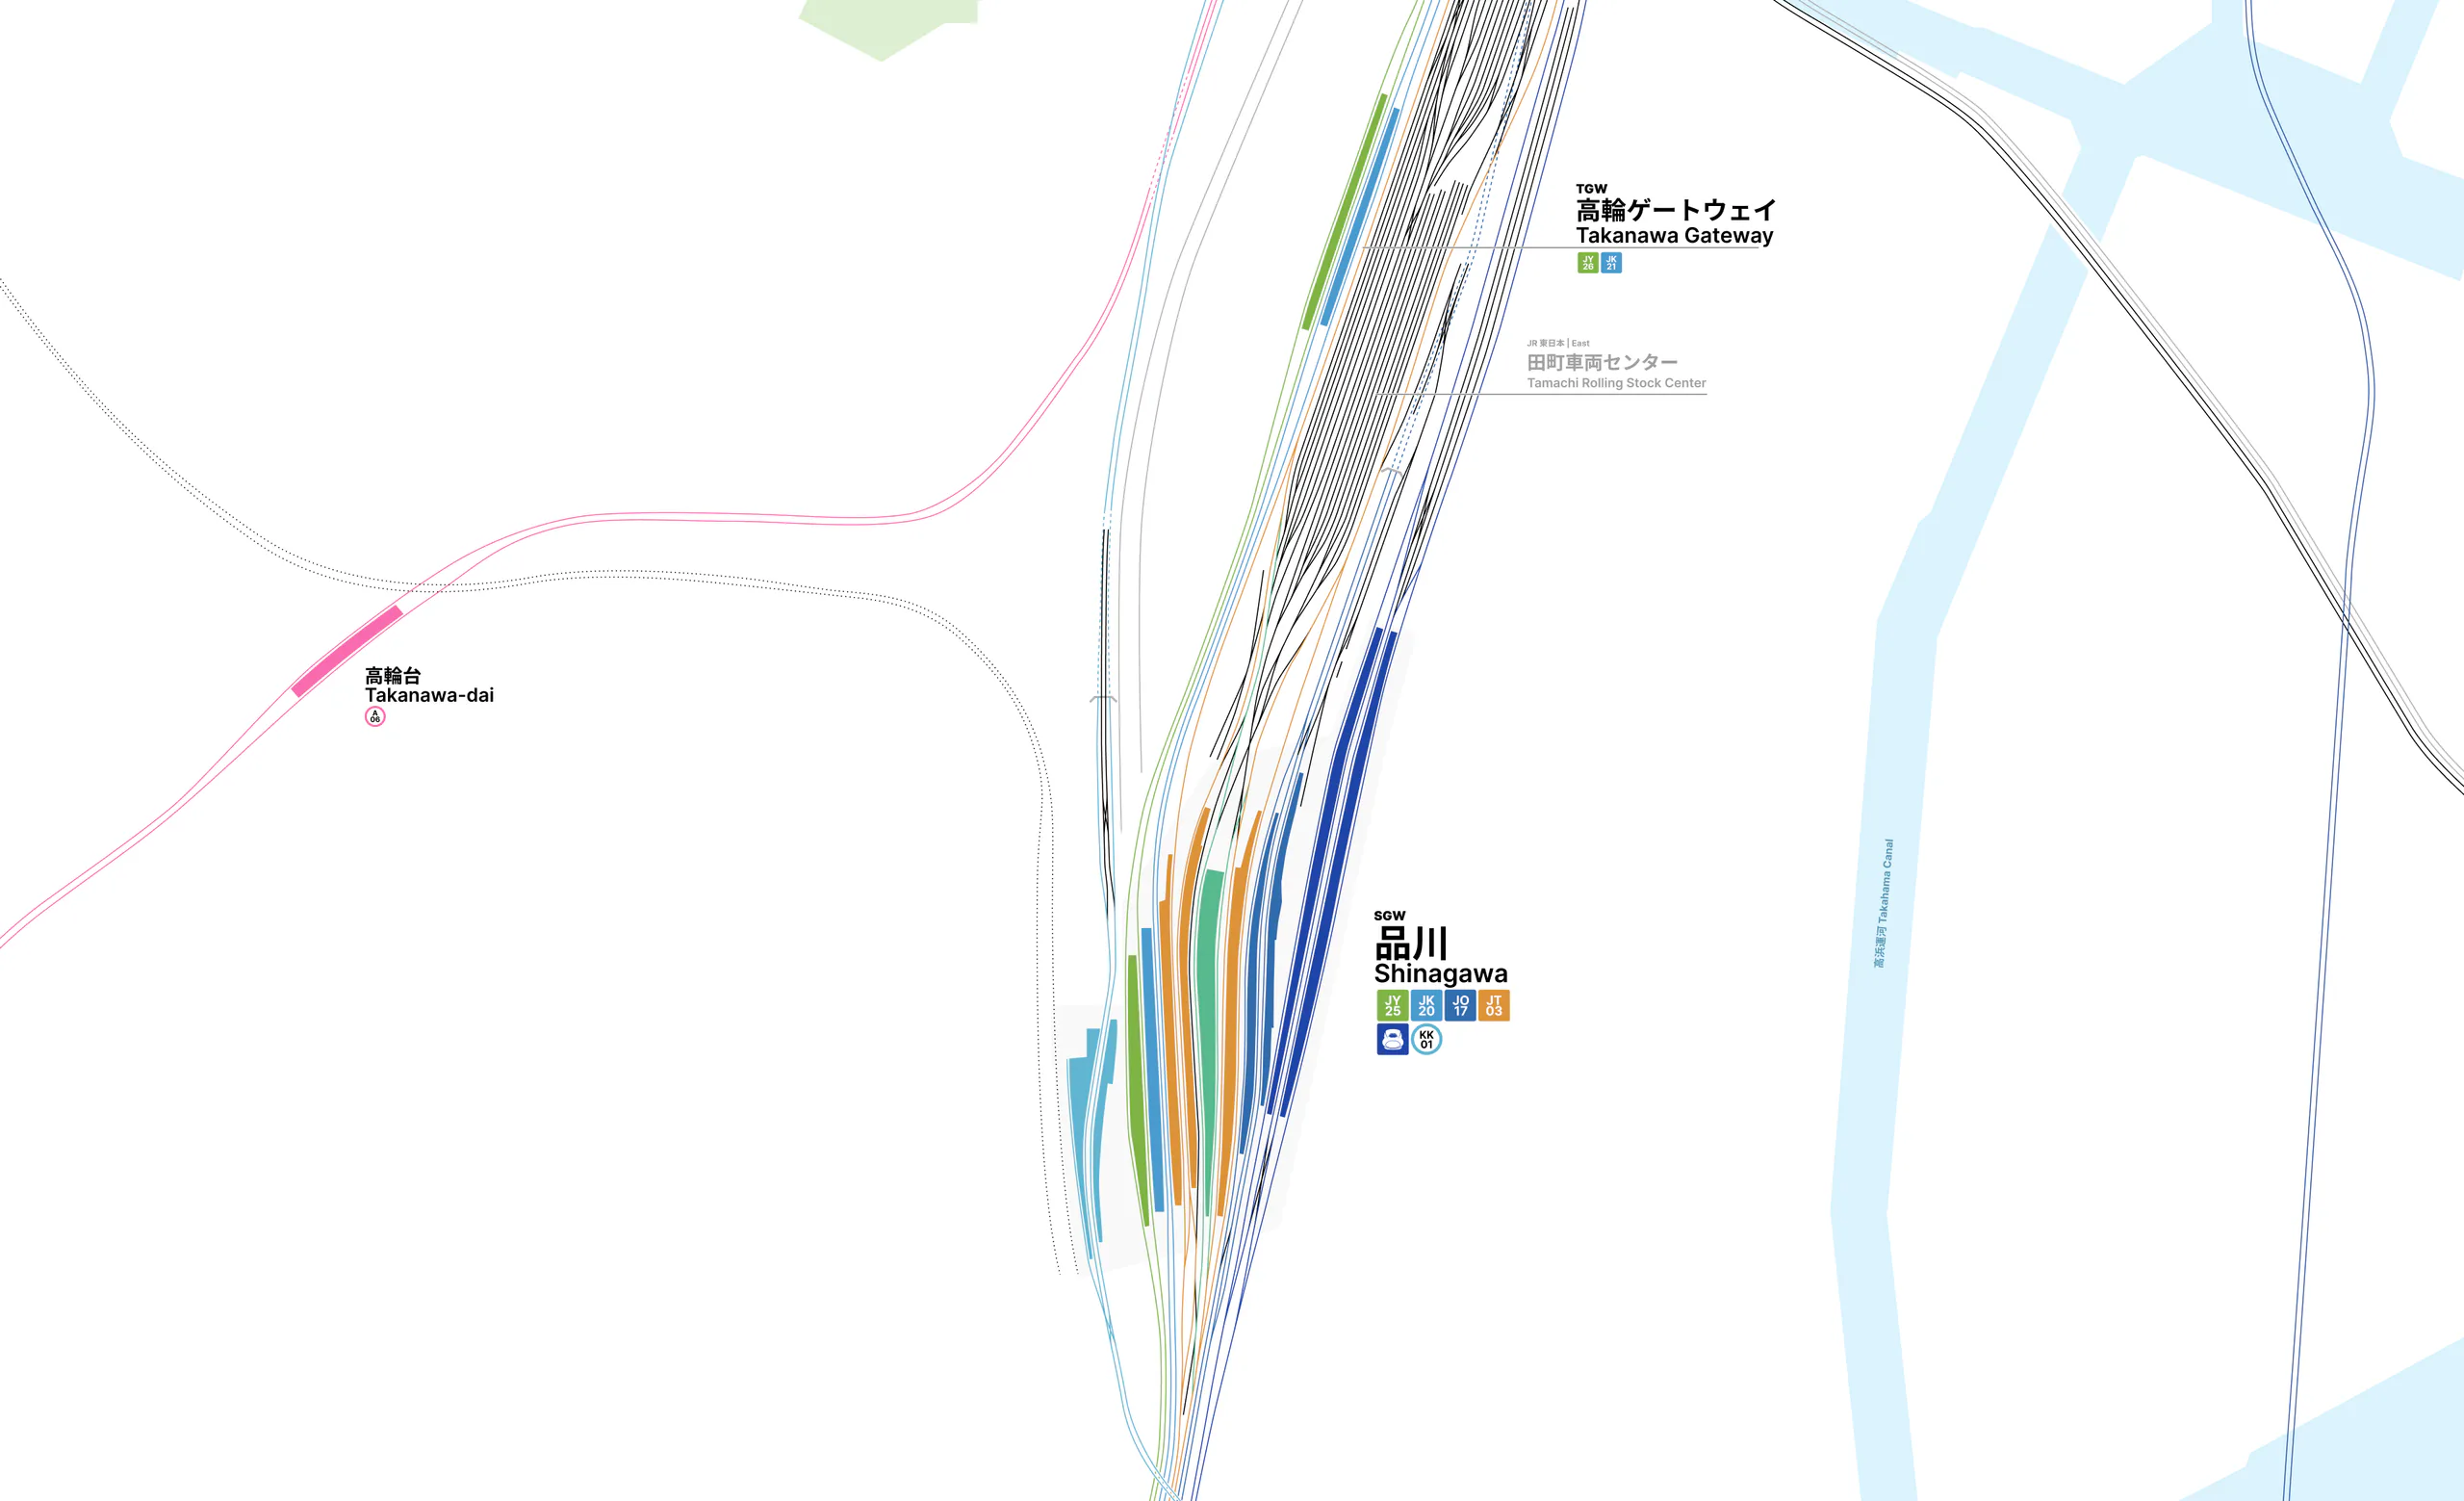 TGW
高輪ゲートウェイ
Takanawa Gateway
JY
26
JK
21
JR 東日本 | East
田町車両センター
Tamachi Rolling Stock Center
高輪台
Takanawa-dai
A
06
高浜運河 Takahama Canal
SGW
品川
Shinagawa
JY
25
JK
20
JO
17
JT
03
KK
01